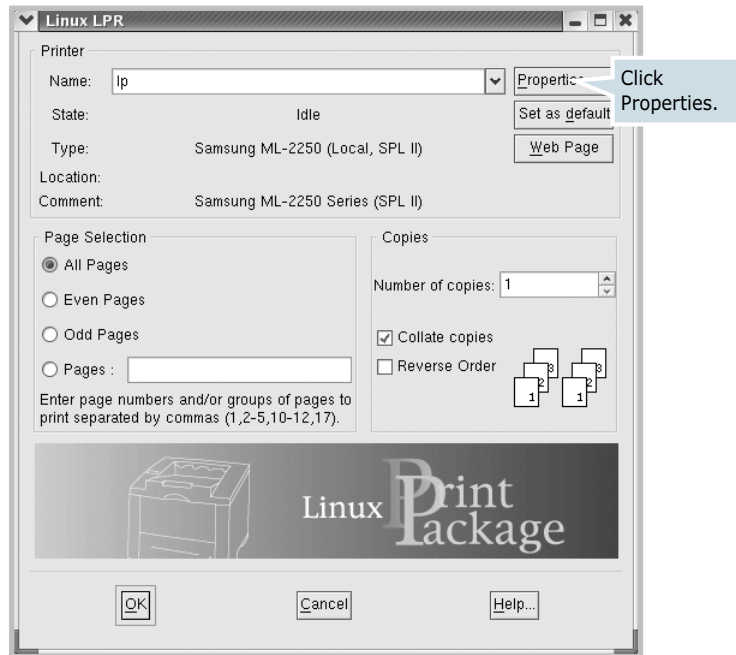 Linux LPR
Printer
Name: lp
Properties
Click
Properties.
State: Idle
Set as default
Type: Samsung ML-2250 (Local, SPL II)
Web Page
Location:
Comment: Samsung ML-2250 Series (SPL II)
Page Selection
All Pages
Even Pages
Odd Pages
Pages :
Enter page numbers and/or groups of pages to
print separated by commas (1,2-5,10-12,17).
Copies
Number of copies: 1
Collate copies
Reverse Order
1 2 3 1 2 3
Linux Print
Package
OK Cancel Help...